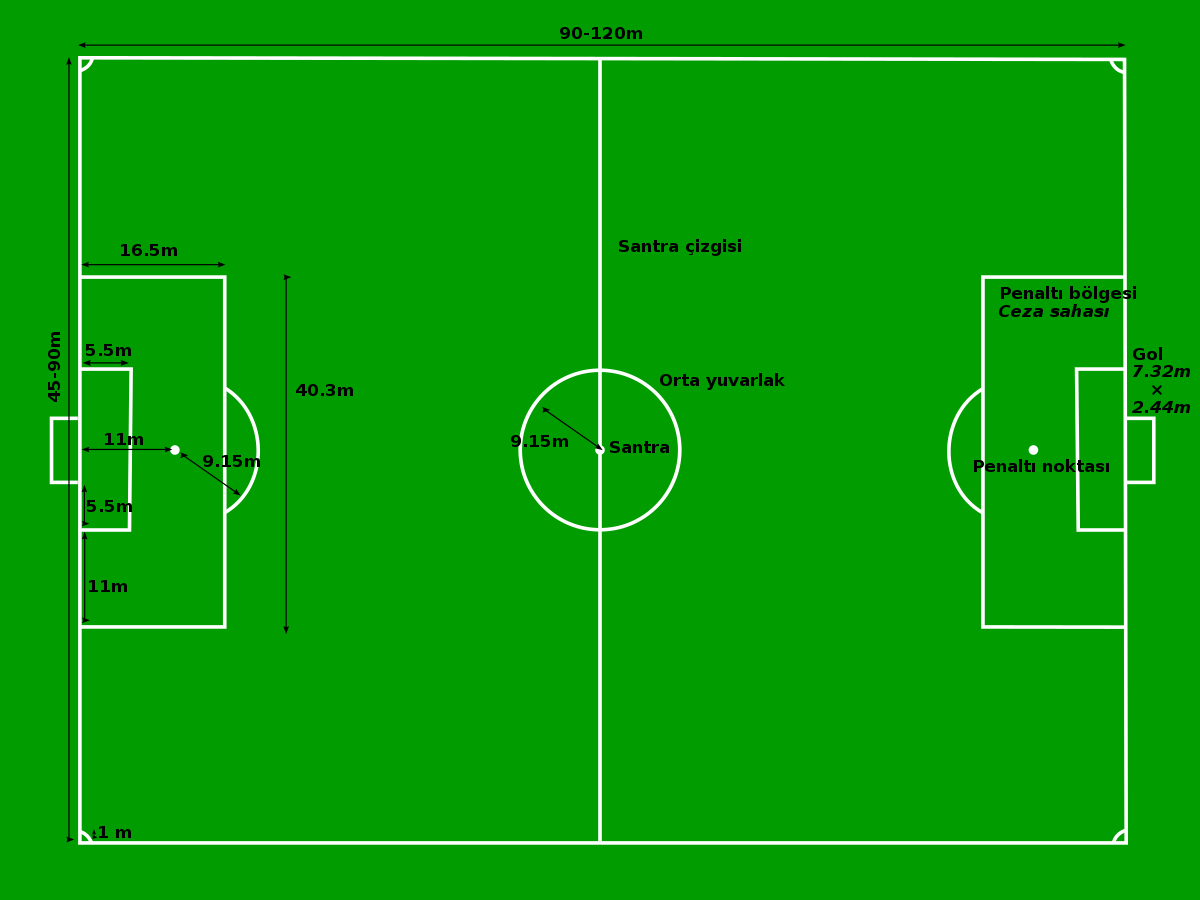 90-120m
Santra çizgisi
16.5m
Penaltı bölgesi
Ceza sahası
45-90m
5.5m
Gol
7.32m
×
2.44m
40.3m
Orta yuvarlak
11m
9.15m
9.15m
Santra
Penaltı noktası
5.5m
11m
1 m